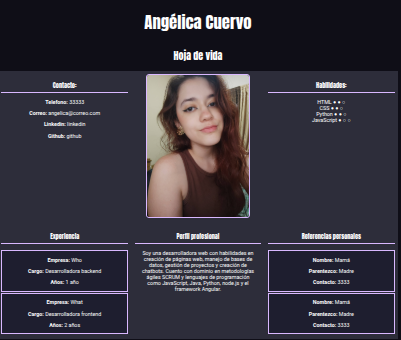 Angélica Cuervo
Hoja de vida
Contacto:
Telefono: 33333
Correo: angelica@correo.com
Linkedin: linkedin
Github: github
Habilidades:
HTML ● ● ○
CSS ● ● ○
Python ● ● ○
JavaScript ● ○ ○
Experiencia
Empresa: Who
Cargo: Desarrolladora backend
Años: 1 año
Empresa: What
Cargo: Desarrolladora frontend
Años: 2 años
Perfil profesional
Soy una desarrolladora web con habilidades en
creación de páginas web, manejo de bases de
datos, gestión de proyectos y creación de
chatbots. Cuento con dominio en metodologías
ágiles SCRUM y lenguajes de programación
como JavaScript, Java, Python, node.js y el
framework Angular.
Referencias personales
Nombre: Mamá
Parentezco: Madre
Contacto: 3333
Nombre: Mamá
Parentezco: Madre
Contacto: 3333